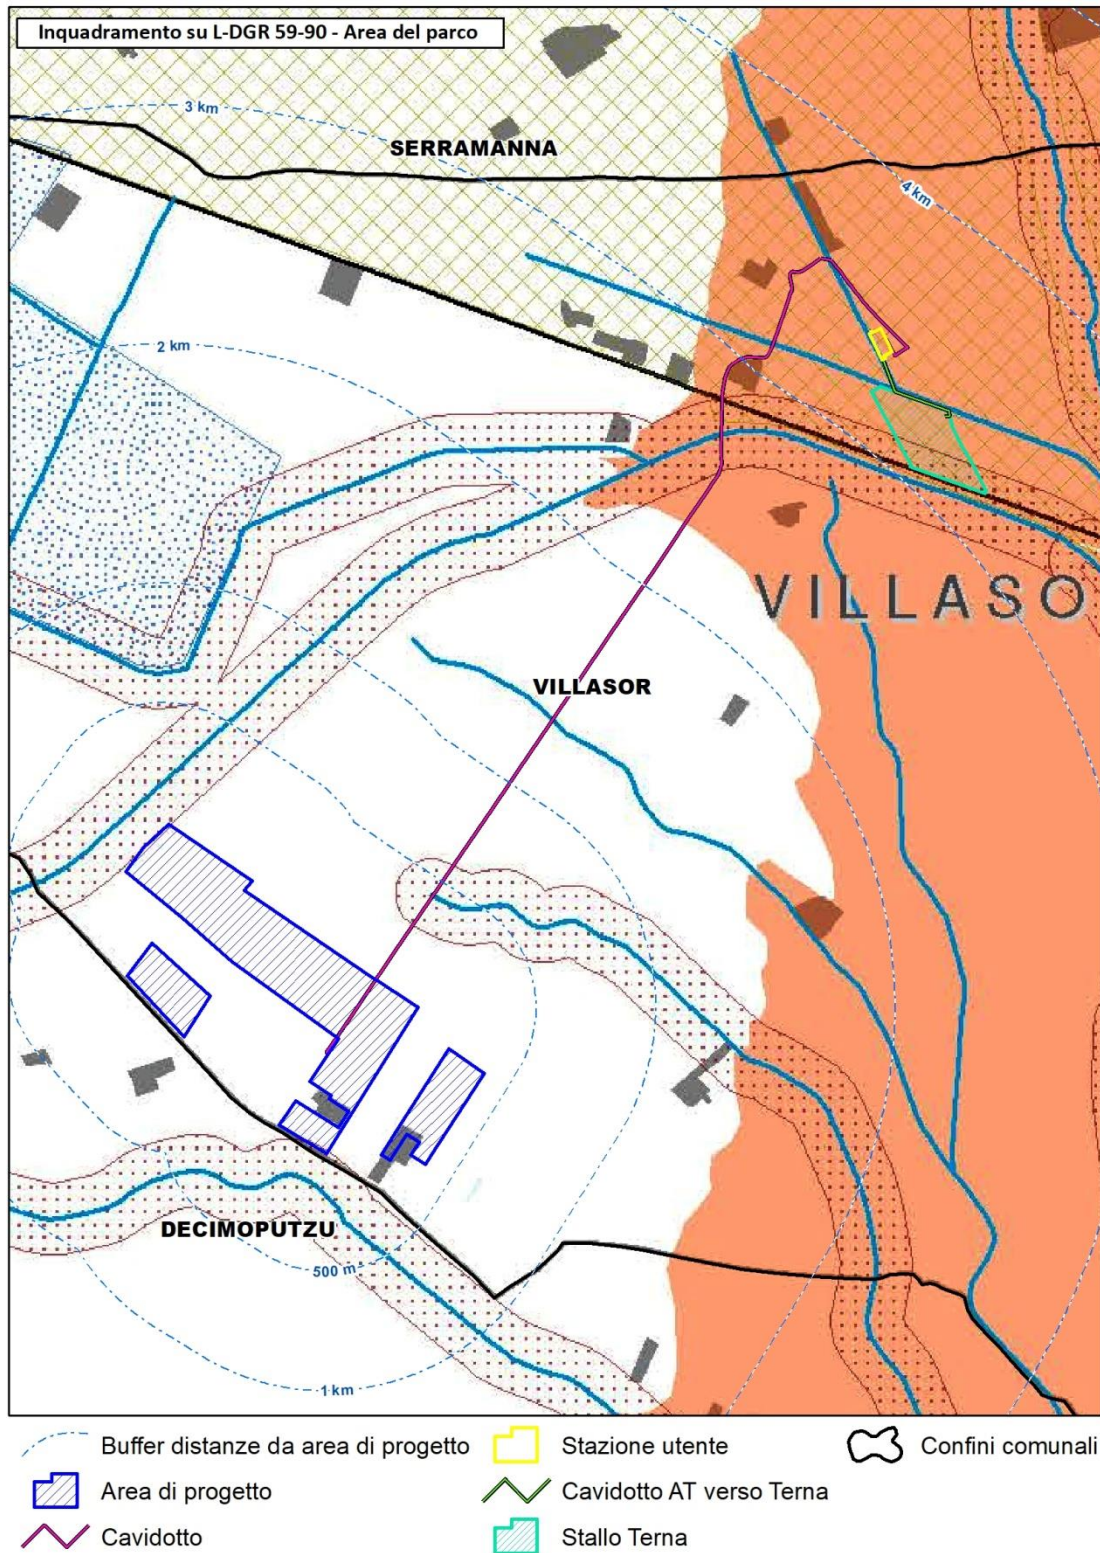 Inquadramento su L-DGR 59-90 - Area del parco
3 km
SERRAMANNA
4 km
2 km
VILLASO
VILLASOR
DECIMOPUTZU
500 m
1 km
Buffer distanze da area di progetto
Stazione utente
Confini comunali
Area di progetto
Cavidotto AT verso Terna
Cavidotto
Stallo Terna